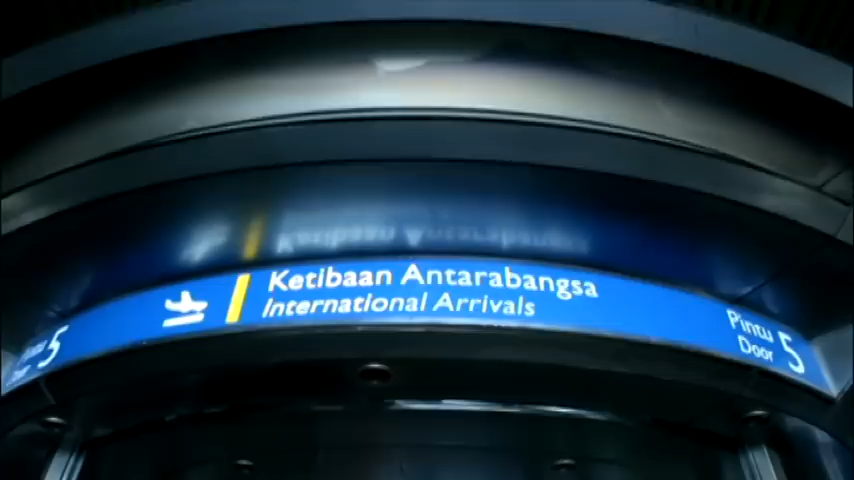 Ketibaan Antarabangsa
International Arrivals
Pintu
Door
5
5